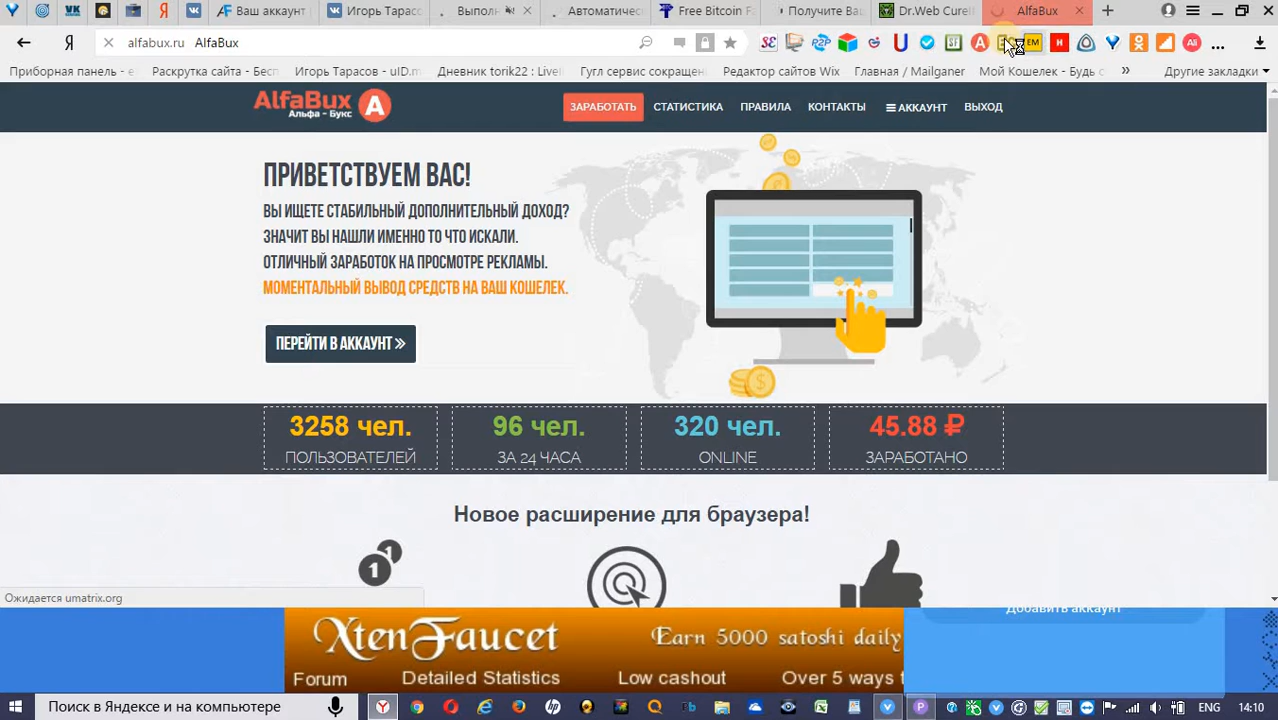 Ваш аккаунт
Игорь Тарасс
Выполн
Автоматичес
Free Bitcoin F
Получите Ваш
Dr.Web CureI
AlfaBux
alfabux.ru AlfaBux
Приборная панель - е
Раскрутка сайта - Бесп
Игорь Тарасов - uID.m
Дневник torik22 : LiveI
Гугл сервис сокращен
Редактор сайтов Wix
Главная / Mailganer
Мой Кошелек - Будь с
Другие закладки
AlfaBux A
Альфа - Букс
ЗАРАБОТАТЬ
СТАТИСТИКА
ПРАВИЛА
КОНТАКТЫ
АККАУНТ
ВЫХОД
ПРИВЕТСТВУЕМ ВАС!
ВЫ ИЩЕТЕ СТАБИЛЬНЫЙ ДОПОЛНИТЕЛЬНЫЙ ДОХОД?
ЗНАЧИТ ВЫ НАШЛИ ИМЕННО ТО ЧТО ИСКАЛИ.
ОТЛИЧНЫЙ ЗАРАБОТОК НА ПРОСМОТРЕ РЕКЛАМЫ.
МОМЕНТАЛЬНЫЙ ВЫВОД СРЕДСТВ НА ВАШ КОШЕЛЕК.
ПЕРЕЙТИ В АККАУНТ »
3258 чел.
ПОЛЬЗОВАТЕЛЕЙ
96 чел.
ЗА 24 ЧАСА
320 чел.
ONLINE
45.88 ₽
ЗАРАБОТАНО
Новое расширение для браузера!
Ожидается umatrix.org
Добавить аккаунт
XtenFaucet
Earn 5000 satoshi daily
Forum
Detailed Statistics
Low cashout
Over 5 ways t
Поиск в Яндексе и на компьютере
ENG
14:10